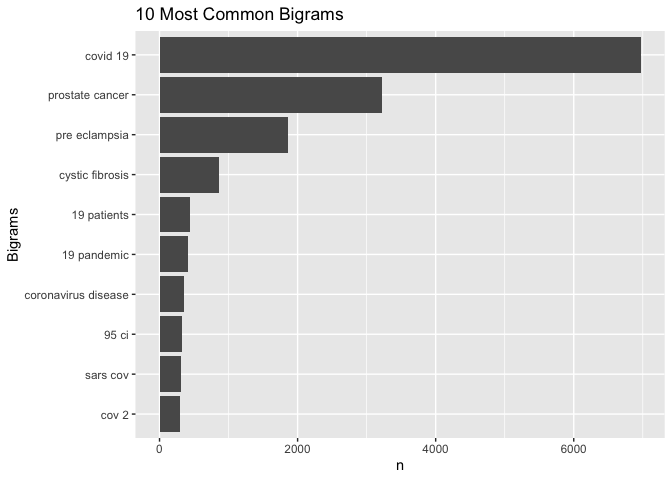 10 Most Common Bigrams
covid 19
prostate cancer
pre eclampsia
cystic fibrosis
19 patients
19 pandemic
coronavirus disease
95 ci
sars cov
cov 2
Bigrams
0 2000 4000 6000
n